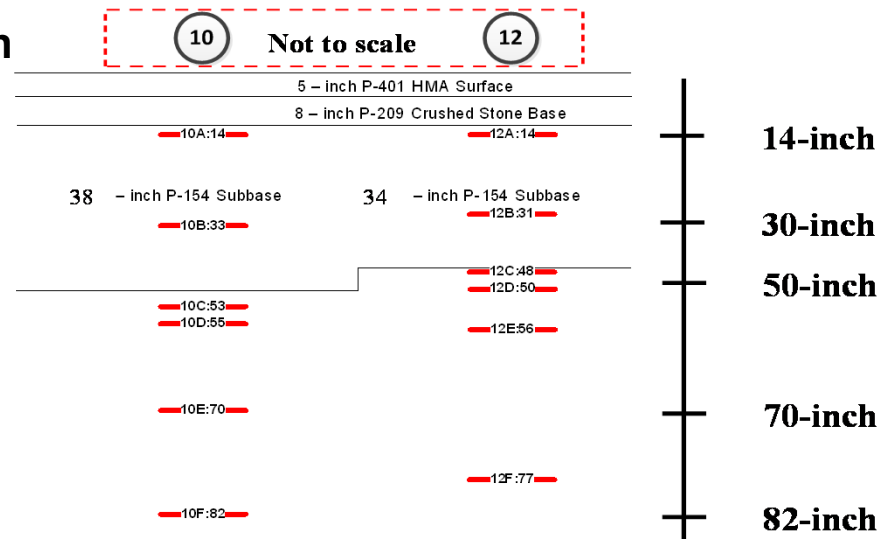 n
10 Not to scale 12
5 – inch P-401 HMA Surface
8 – inch P-209 Crushed Stone Base
10A:14 12A:14 14-inch
38 – inch P-154 Subbase 34 – inch P-154 Subbase
12B:31
10B:33 30-inch
12C:48
12D:50 50-inch
10C:53
10D:55 12E:56
10E:70 70-inch
12F:77
10F:82 82-inch